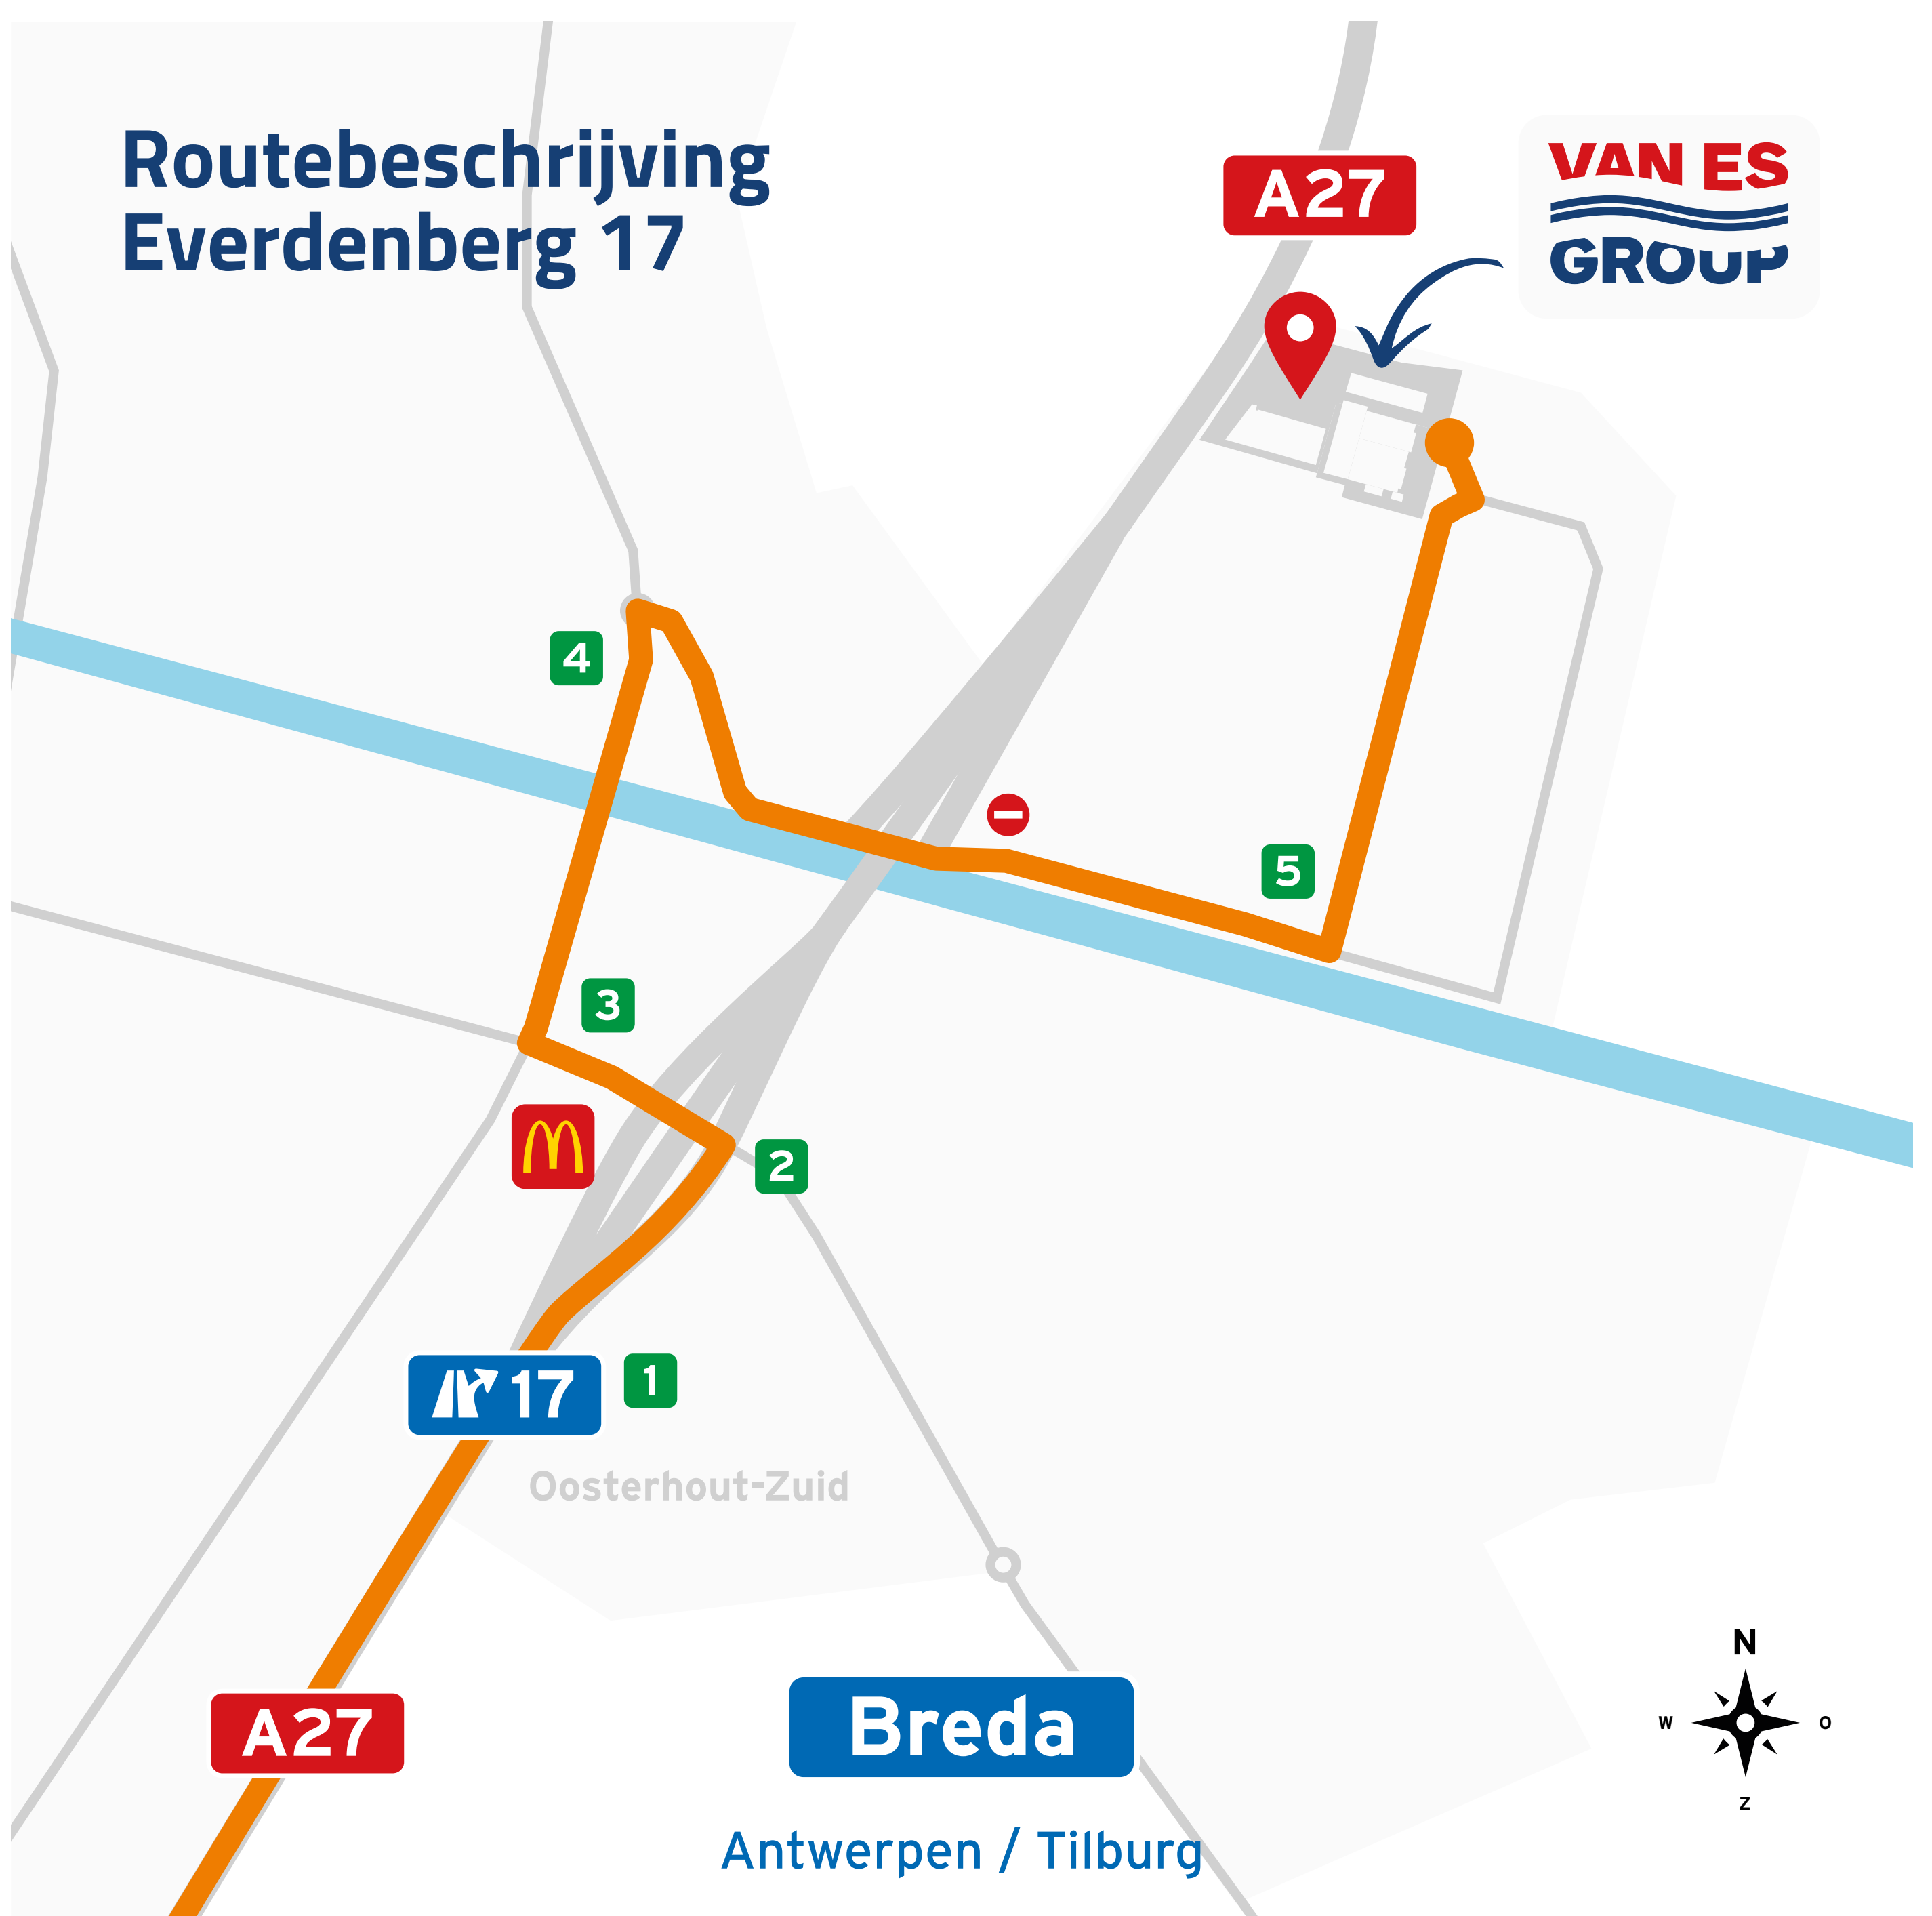 Routebeschrijving
Everdenberg 17
A27
VAN ES
GROUP
4
5
3
2
17
1
Oosterhout-Zuid
A27
Breda
Antwerpen / Tilburg
N
W
O
Z